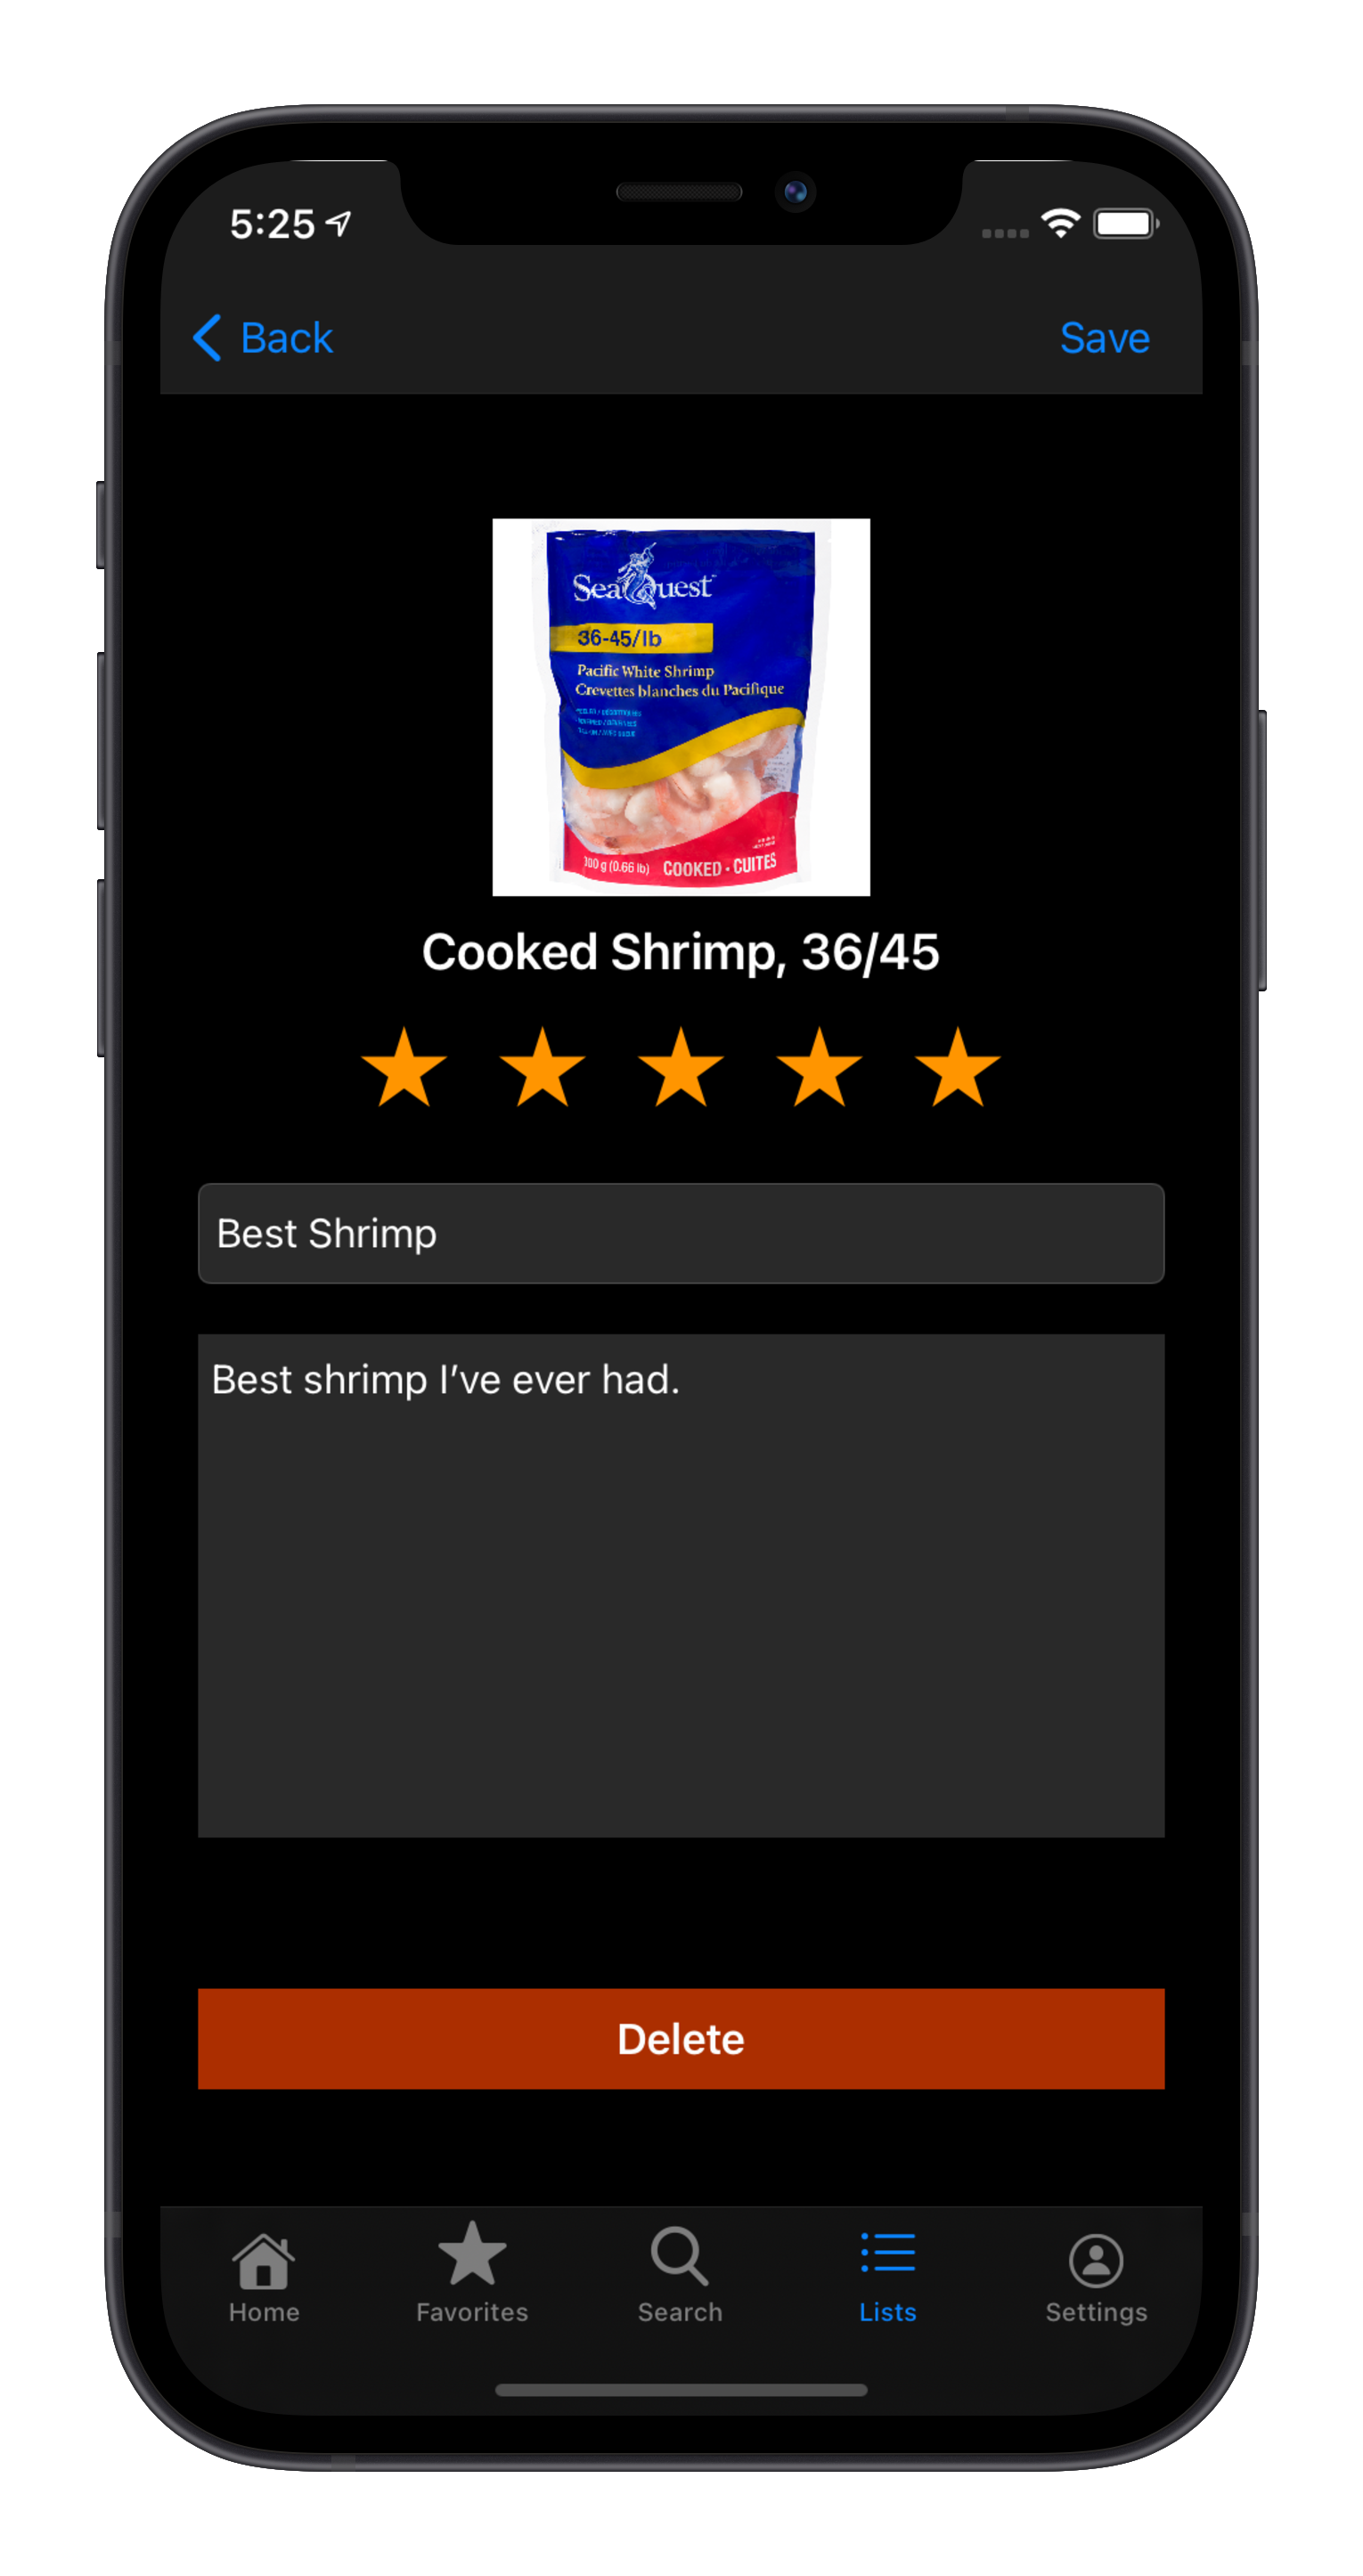 5:25
Back
Save
SeaQuest
36-45/lb
Pacific White Shrimp
Crevettes blanches du Pacifique
300 g (0.66 lb) COOKED - CUITES
Cooked Shrimp, 36/45
Best Shrimp
Best shrimp I’ve ever had.
Delete
Home
Favorites
Search
Lists
Settings